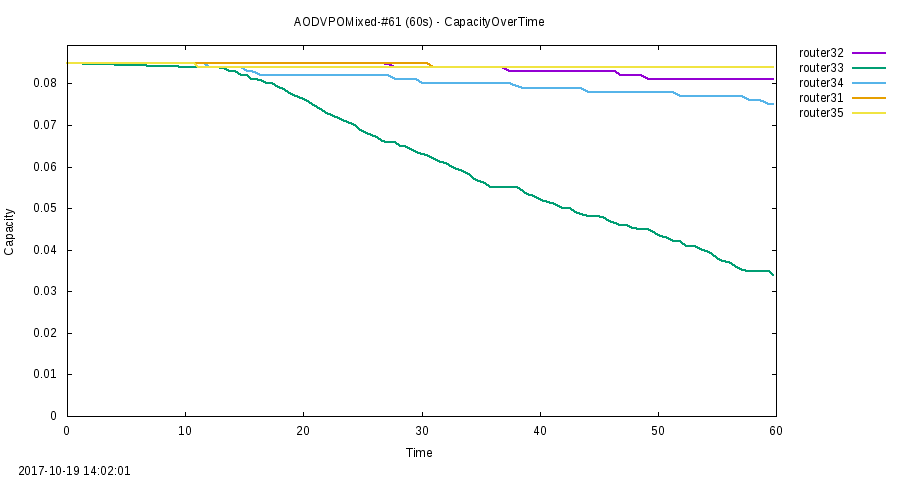 AODVPOMixed-#61 (60s) - CapacityOverTime
router32
router33
router34
router31
router35
0.08
0.07
0.06
0.05
0.04
0.03
0.02
0.01
0
Capacity
0 10 20 30 40 50 60
Time
2017-10-19 14:02:01